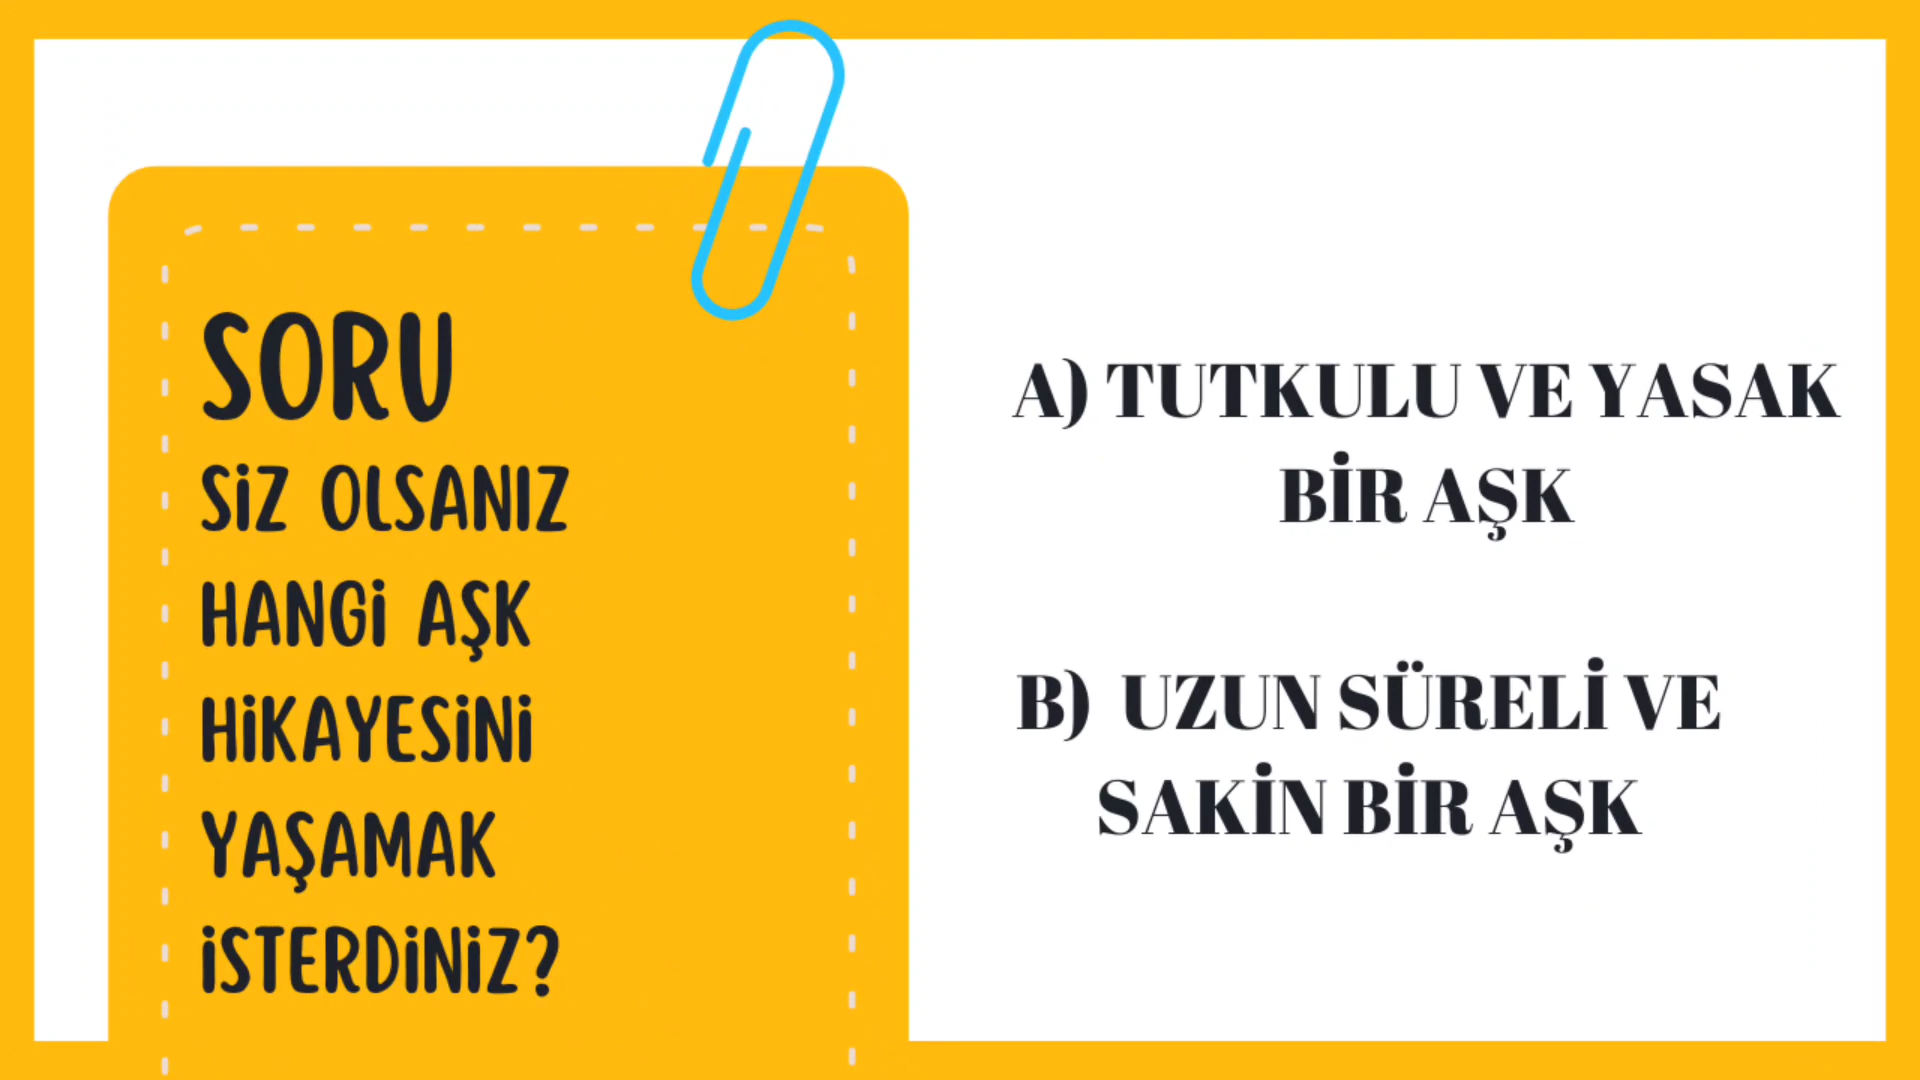 SORU
SİZ OLSANIZ
HANGİ AŞK
HİKAYESİNİ
YAŞAMAK
İSTERDİNİZ?
A) TUTKULU VE YASAK
BİR AŞK
B) UZUN SÜRELİ VE
SAKİN BİR AŞK